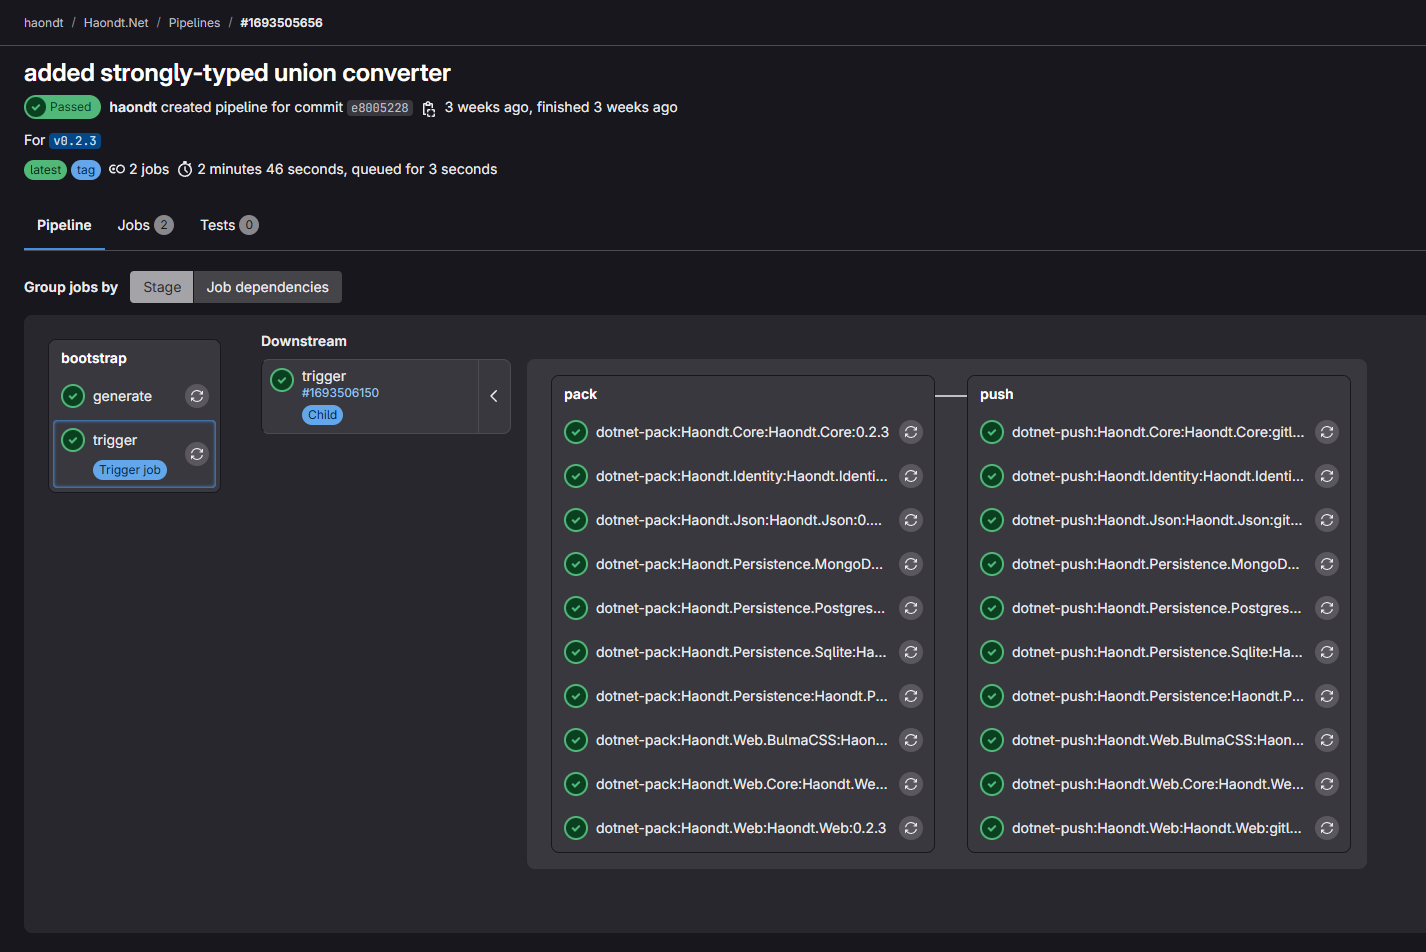 haondt / Haondt.Net / Pipelines / #1693505656
added strongly-typed union converter
Passed haondt created pipeline for commit e8005228 3 weeks ago, finished 3 weeks ago
For v0.2.3
latest tag 2 jobs 2 minutes 46 seconds, queued for 3 seconds
Pipeline Jobs 2 Tests 0
Group jobs by Stage Job dependencies
bootstrap
generate
trigger
Trigger job
Downstream
trigger
#1693506150
Child
pack
dotnet-pack:Haondt.Core:Haondt.Core:0.2.3
dotnet-pack:Haondt.Identity:Haondt.Identi...
dotnet-pack:Haondt.Json:Haondt.Json:0....
dotnet-pack:Haondt.Persistence.MongoD...
dotnet-pack:Haondt.Persistence.Postgres...
dotnet-pack:Haondt.Persistence.Sqlite:Ha...
dotnet-pack:Haondt.Persistence:Haondt.P...
dotnet-pack:Haondt.Web.BulmaCSS:Haon...
dotnet-pack:Haondt.Web.Core:Haondt.We...
dotnet-pack:Haondt.Web:Haondt.Web:0.2.3
push
dotnet-push:Haondt.Core:Haondt.Core:gitl...
dotnet-push:Haondt.Identity:Haondt.Identi...
dotnet-push:Haondt.Json:Haondt.Json:git...
dotnet-push:Haondt.Persistence.MongoD...
dotnet-push:Haondt.Persistence.Postgres...
dotnet-push:Haondt.Persistence.Sqlite:Ha...
dotnet-push:Haondt.Persistence:Haondt.P...
dotnet-push:Haondt.Web.BulmaCSS:Haon...
dotnet-push:Haondt.Web.Core:Haondt.We...
dotnet-push:Haondt.Web:Haondt.Web:gitl...